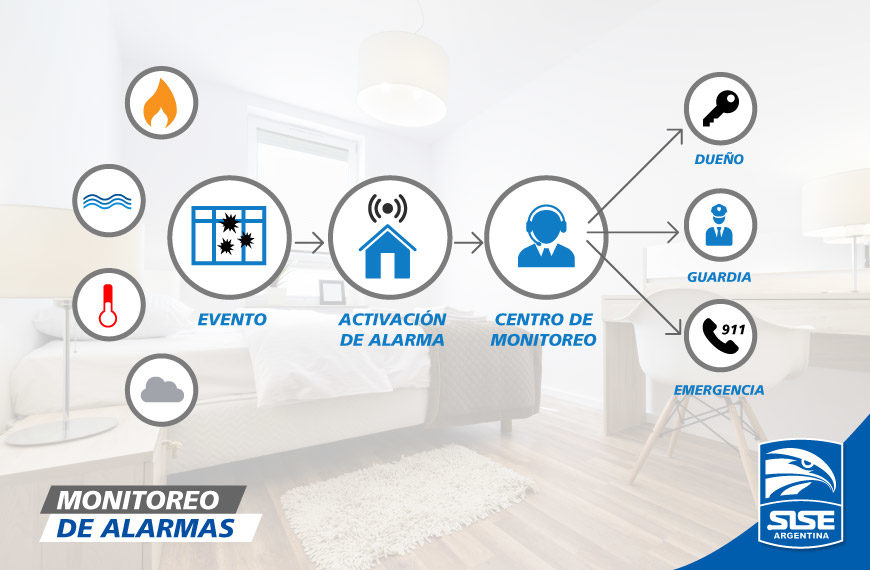 DUEÑO
GUARDIA
911
EMERGENCIA
EVENTO
ACTIVACIÓN
DE ALARMA
CENTRO DE
MONITOREO
MONITOREO
DE ALARMAS
SISE
ARGENTINA